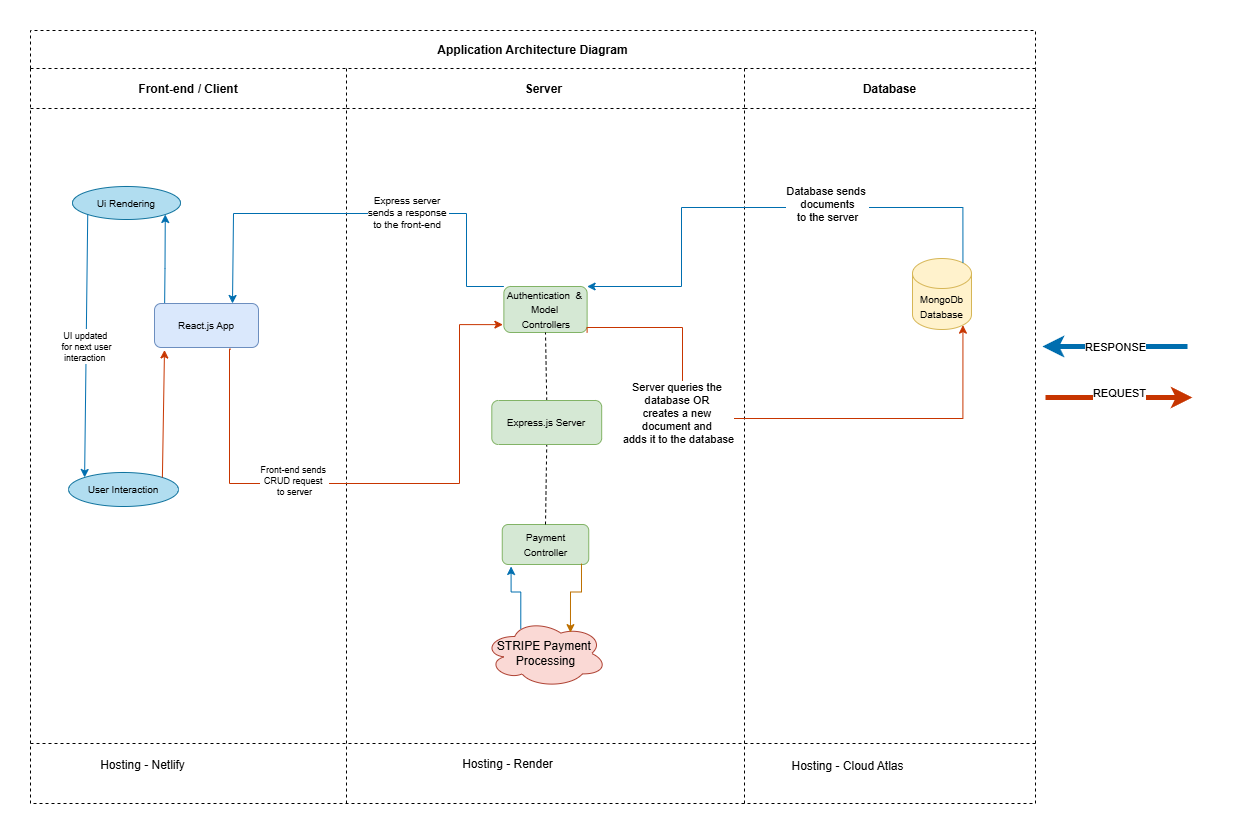 Application Architecture Diagram
Front-end / Client
Server
Database
Ui Rendering
Express server
sends a response
to the front-end
Database sends
documents
to the server
React.js App
UI updated
for next user
interaction
Authentication &
Model
Controllers
MongoDb
Database
RESPONSE
REQUEST
Server queries the
database OR
creates a new
document and
adds it to the database
Express.js Server
User Interaction
Front-end sends
CRUD request
to server
Payment
Controller
STRIPE Payment
Processing
Hosting - Netlify
Hosting - Render
Hosting - Cloud Atlas